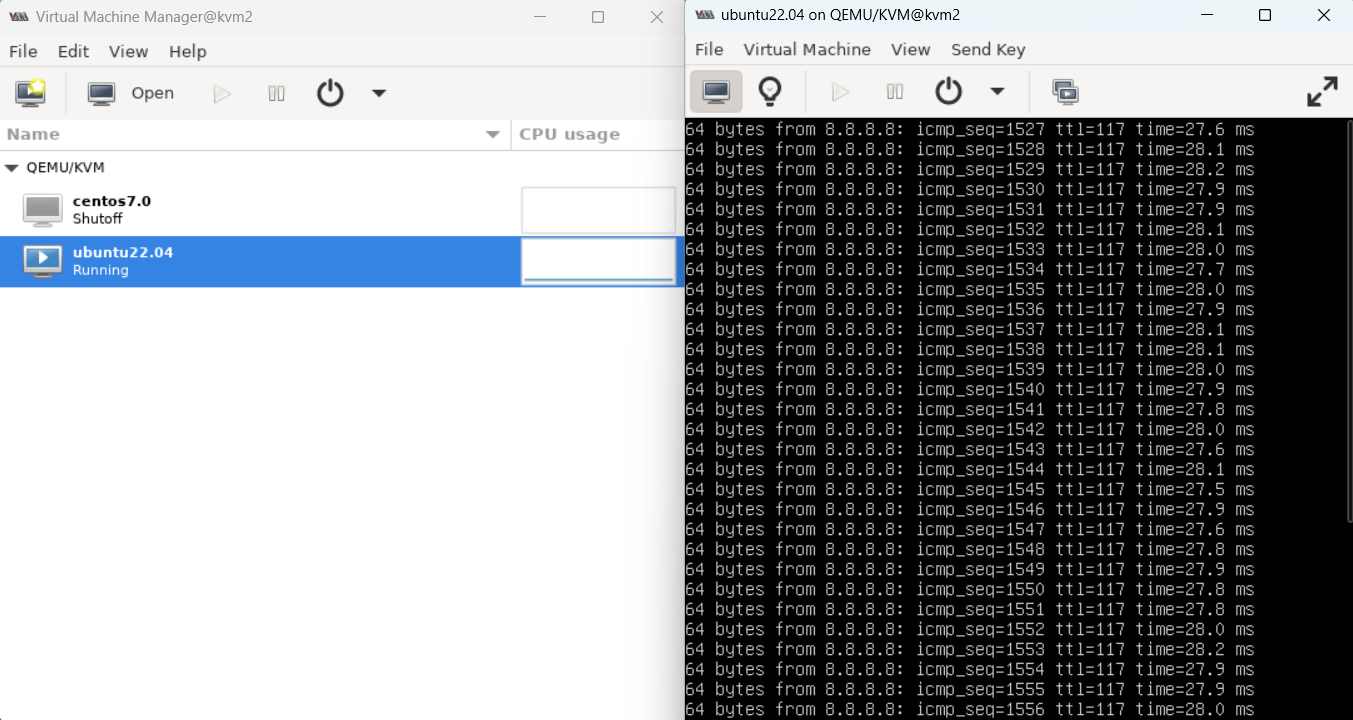 Virtual Machine Manager@kvm2
File Edit View Help
Open
Name CPU usage
QEMU/KVM
centos7.0
Shutoff
ubuntu22.04
Running
ubuntu22.04 on QEMU/KVM@kvm2
File Virtual Machine View Send Key
64 bytes from 8.8.8.8: icmp_seq=1527 ttl=117 time=27.6 ms
64 bytes from 8.8.8.8: icmp_seq=1528 ttl=117 time=28.1 ms
64 bytes from 8.8.8.8: icmp_seq=1529 ttl=117 time=28.2 ms
64 bytes from 8.8.8.8: icmp_seq=1530 ttl=117 time=27.9 ms
64 bytes from 8.8.8.8: icmp_seq=1531 ttl=117 time=27.9 ms
64 bytes from 8.8.8.8: icmp_seq=1532 ttl=117 time=28.1 ms
64 bytes from 8.8.8.8: icmp_seq=1533 ttl=117 time=28.0 ms
64 bytes from 8.8.8.8: icmp_seq=1534 ttl=117 time=27.7 ms
64 bytes from 8.8.8.8: icmp_seq=1535 ttl=117 time=28.0 ms
64 bytes from 8.8.8.8: icmp_seq=1536 ttl=117 time=27.9 ms
64 bytes from 8.8.8.8: icmp_seq=1537 ttl=117 time=28.1 ms
64 bytes from 8.8.8.8: icmp_seq=1538 ttl=117 time=28.1 ms
64 bytes from 8.8.8.8: icmp_seq=1539 ttl=117 time=28.0 ms
64 bytes from 8.8.8.8: icmp_seq=1540 ttl=117 time=27.9 ms
64 bytes from 8.8.8.8: icmp_seq=1541 ttl=117 time=27.8 ms
64 bytes from 8.8.8.8: icmp_seq=1542 ttl=117 time=28.0 ms
64 bytes from 8.8.8.8: icmp_seq=1543 ttl=117 time=27.6 ms
64 bytes from 8.8.8.8: icmp_seq=1544 ttl=117 time=28.1 ms
64 bytes from 8.8.8.8: icmp_seq=1545 ttl=117 time=27.5 ms
64 bytes from 8.8.8.8: icmp_seq=1546 ttl=117 time=27.9 ms
64 bytes from 8.8.8.8: icmp_seq=1547 ttl=117 time=27.6 ms
64 bytes from 8.8.8.8: icmp_seq=1548 ttl=117 time=27.8 ms
64 bytes from 8.8.8.8: icmp_seq=1549 ttl=117 time=27.9 ms
64 bytes from 8.8.8.8: icmp_seq=1550 ttl=117 time=27.8 ms
64 bytes from 8.8.8.8: icmp_seq=1551 ttl=117 time=27.8 ms
64 bytes from 8.8.8.8: icmp_seq=1552 ttl=117 time=28.0 ms
64 bytes from 8.8.8.8: icmp_seq=1553 ttl=117 time=28.2 ms
64 bytes from 8.8.8.8: icmp_seq=1554 ttl=117 time=27.9 ms
64 bytes from 8.8.8.8: icmp_seq=1555 ttl=117 time=27.9 ms
64 bytes from 8.8.8.8: icmp_seq=1556 ttl=117 time=28.0 ms